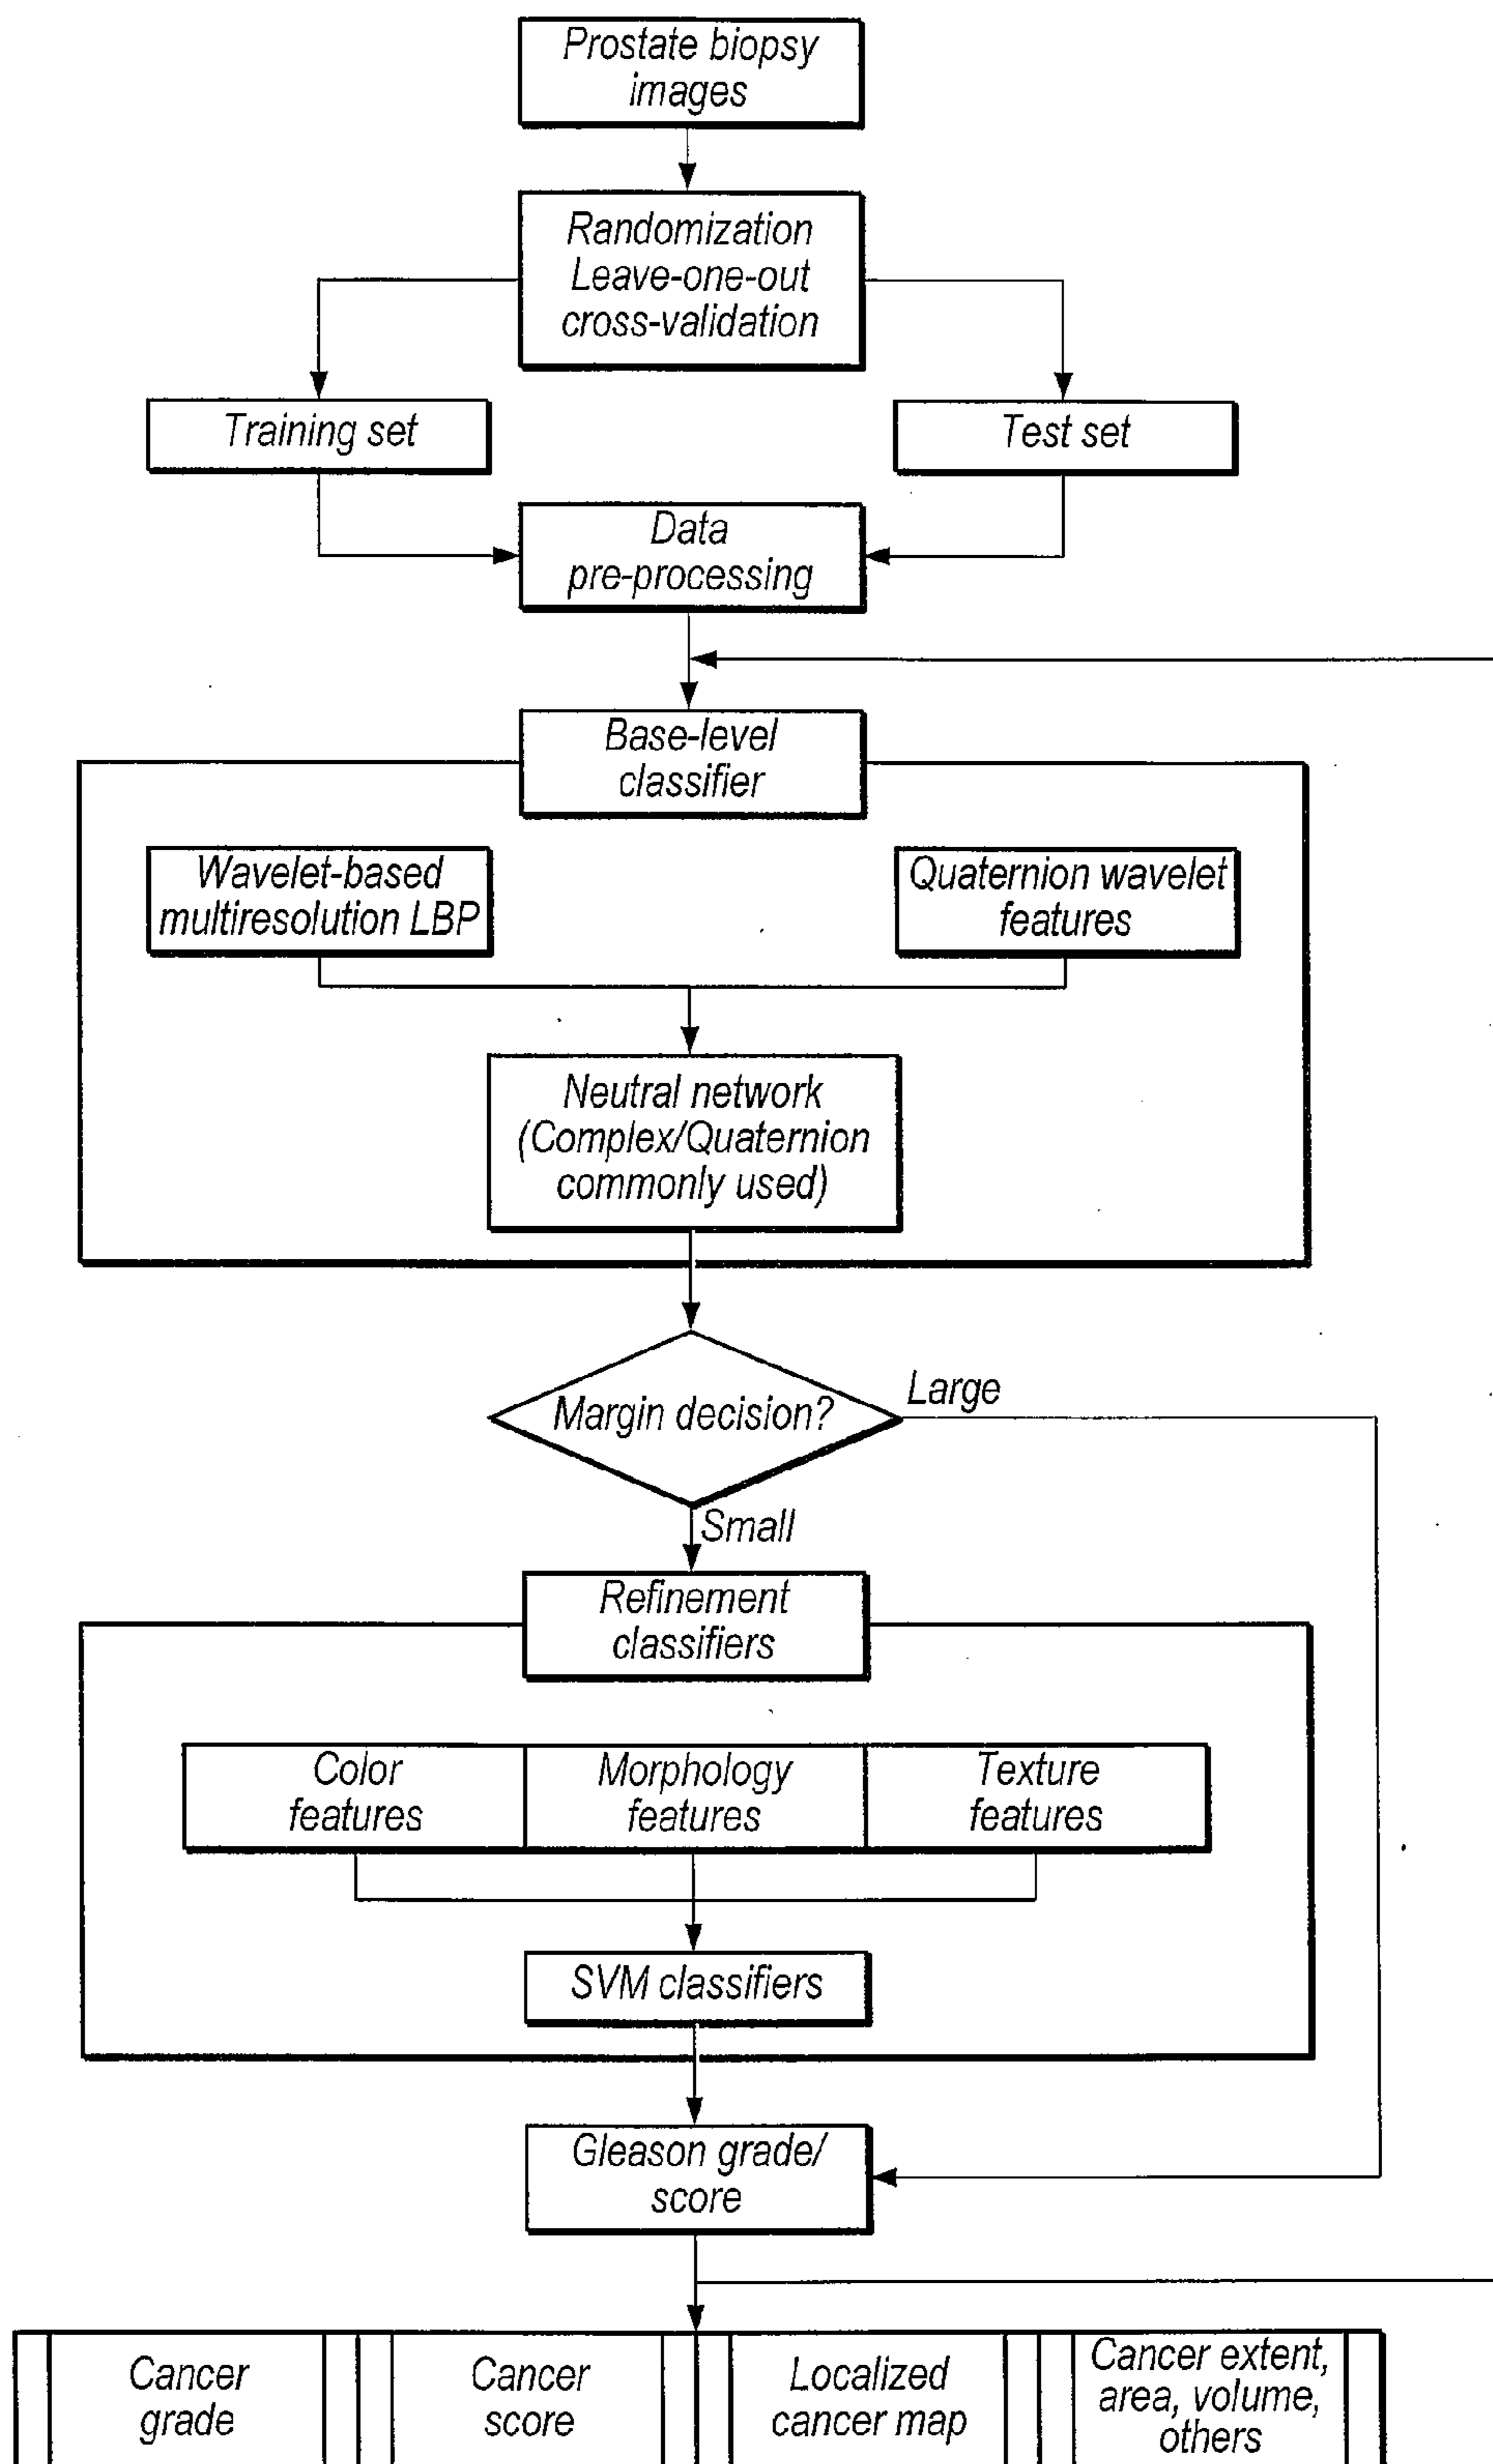 Prostate biopsy
images
Randomization
Leave-one-out
cross-validation
Training set
Test set
Data
pre-processing
Base-level
classifier
Wavelet-based
multiresolution LBP
Quaternion wavelet
features
Neutral network
(Complex/Quaternion
commonly used)
Margin decision?
Large
Small
Refinement
classifiers
Color
features
Morphology
features
Texture
features
SVM classifiers
Gleason grade/
score
Cancer
grade
Cancer
score
Localized
cancer map
Cancer extent,
area, volume,
others